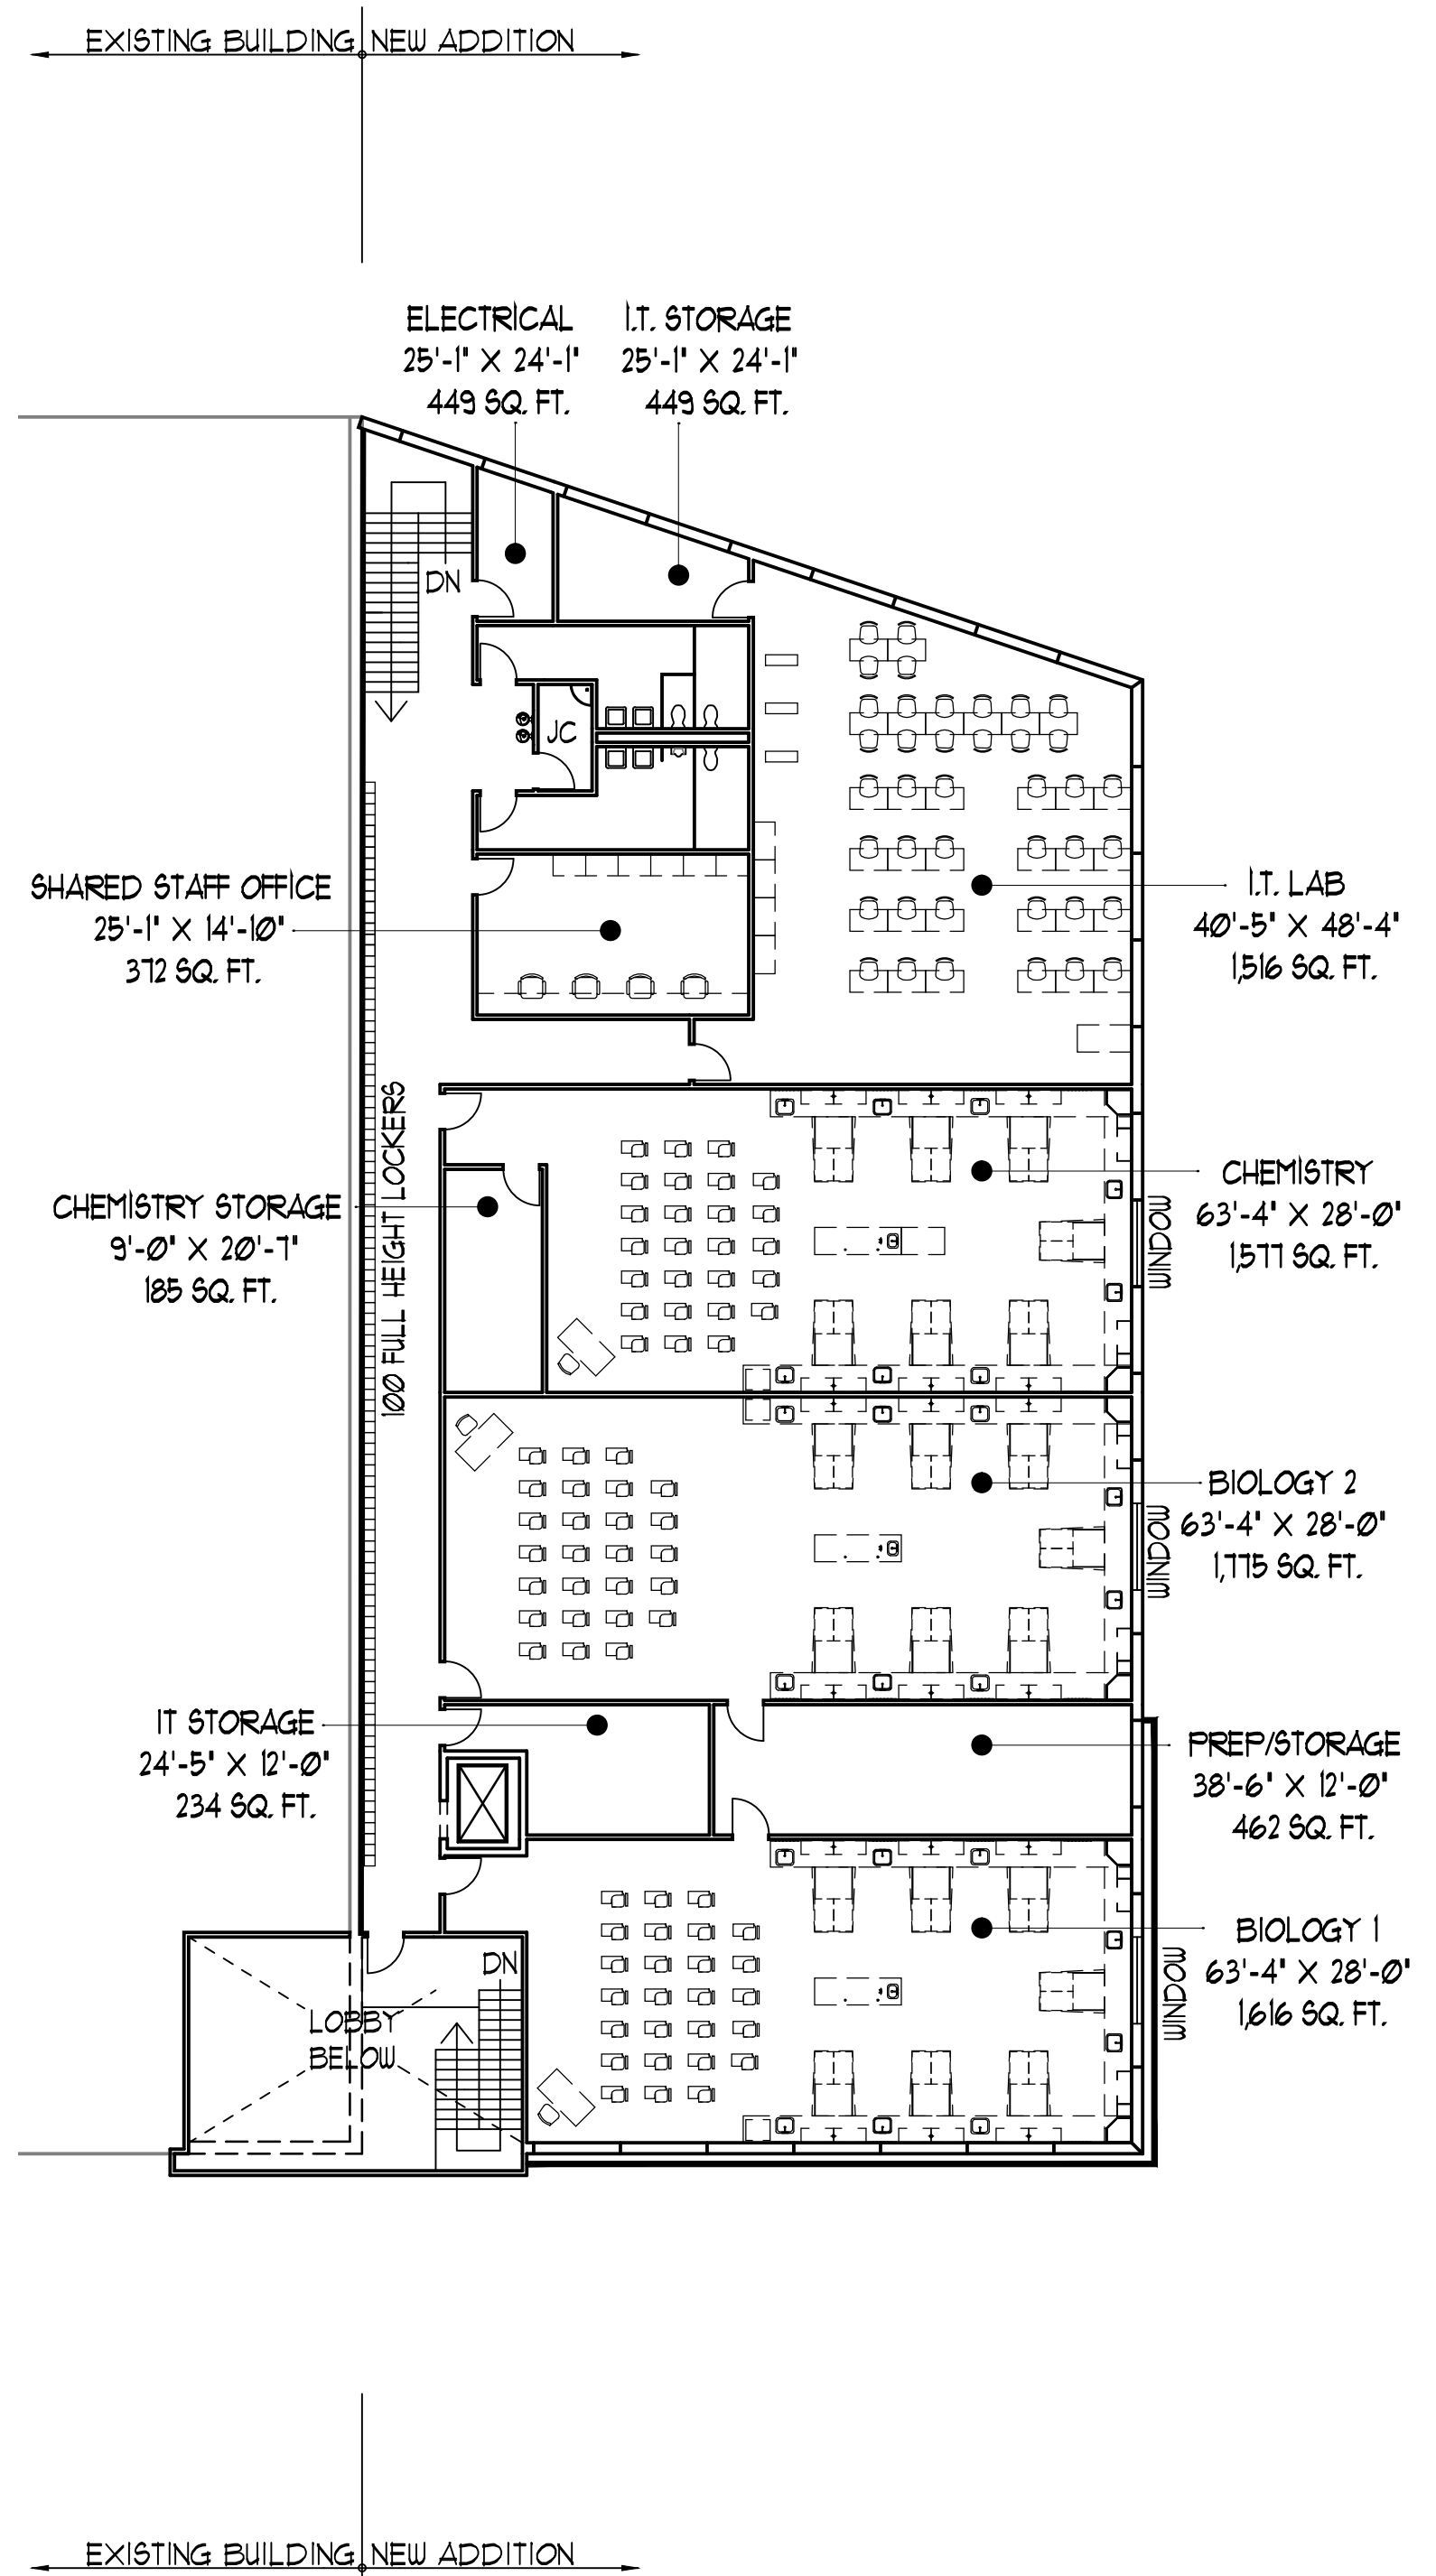 EXISTING BUILDING NEW ADDITION
ELECTRICAL
25'-1" X 24'-1"
449 SQ. FT.
I.T. STORAGE
25'-1" X 24'-1"
449 SQ. FT.
DN
JC
SHARED STAFF OFFICE
25'-1" X 14'-10"
372 SQ. FT.
I.T. LAB
40'-5" X 48'-4"
1,516 SQ. FT.
100 FULL HEIGHT LOCKERS
CHEMISTRY STORAGE
9'-0" X 20'-7"
185 SQ. FT.
CHEMISTRY
63'-4" X 28'-0"
1,577 SQ. FT.
WINDOW
BIOLOGY 2
63'-4" X 28'-0"
1,775 SQ. FT.
WINDOW
IT STORAGE
24'-5" X 12'-0"
234 SQ. FT.
PREP/STORAGE
38'-6" X 12'-0"
462 SQ. FT.
BIOLOGY 1
63'-4" X 28'-0"
1,616 SQ. FT.
WINDOW
DN
LOBBY
BELOW
EXISTING BUILDING NEW ADDITION